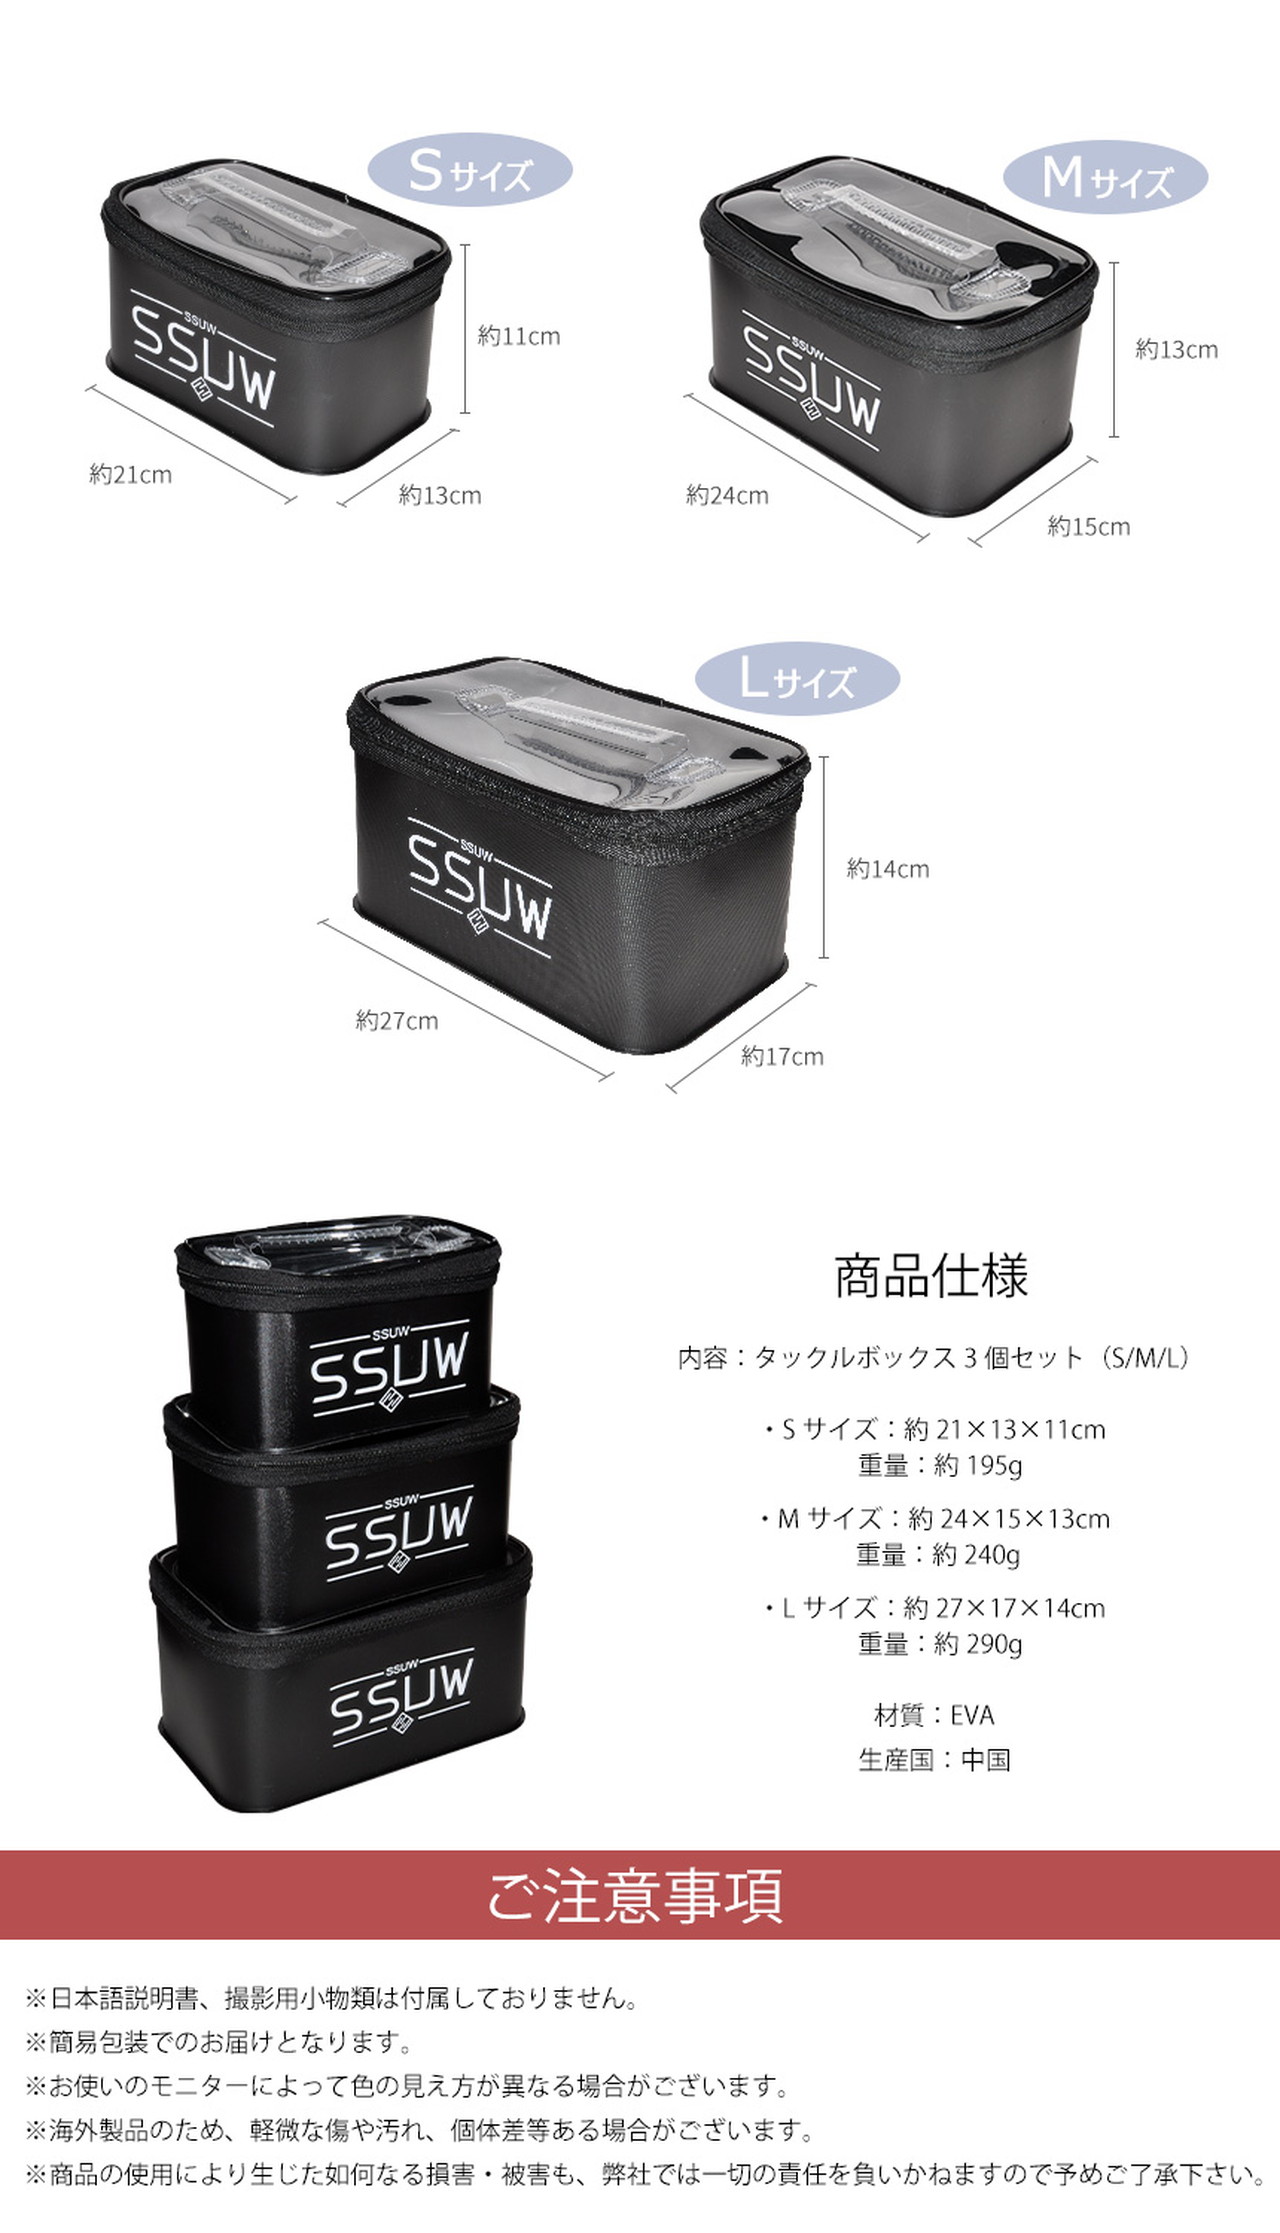 Sサイズ
SSUW
SSUW
約11cm
約21cm
約13cm
Mサイズ
SSUW
SSUW
約13cm
約24cm
約15cm
Lサイズ
SSUW
SSUW
約14cm
約27cm
約17cm
SSUW
SSUW
SSUW
SSUW
SSUW
SSUW
商品仕様
内容：タックルボックス 3 個セット（S/M/L）
・S サイズ：約 21×13×11cm
重量：約 195g
・M サイズ：約 24×15×13cm
重量：約 240g
・L サイズ：約 27×17×14cm
重量：約 290g
材質：EVA
生産国：中国
ご注意事項
※日本語説明書、撮影用小物類は付属しておりません。
※簡易包装でのお届けとなります。
※お使いのモニターによって色の見え方が異なる場合がございます。
※海外製品のため、軽微な傷や汚れ、個体差等ある場合がございます。
※商品の使用により生じた如何なる損害・被害も、弊社では一切の責任を負いかねますので予めご了承下さい。